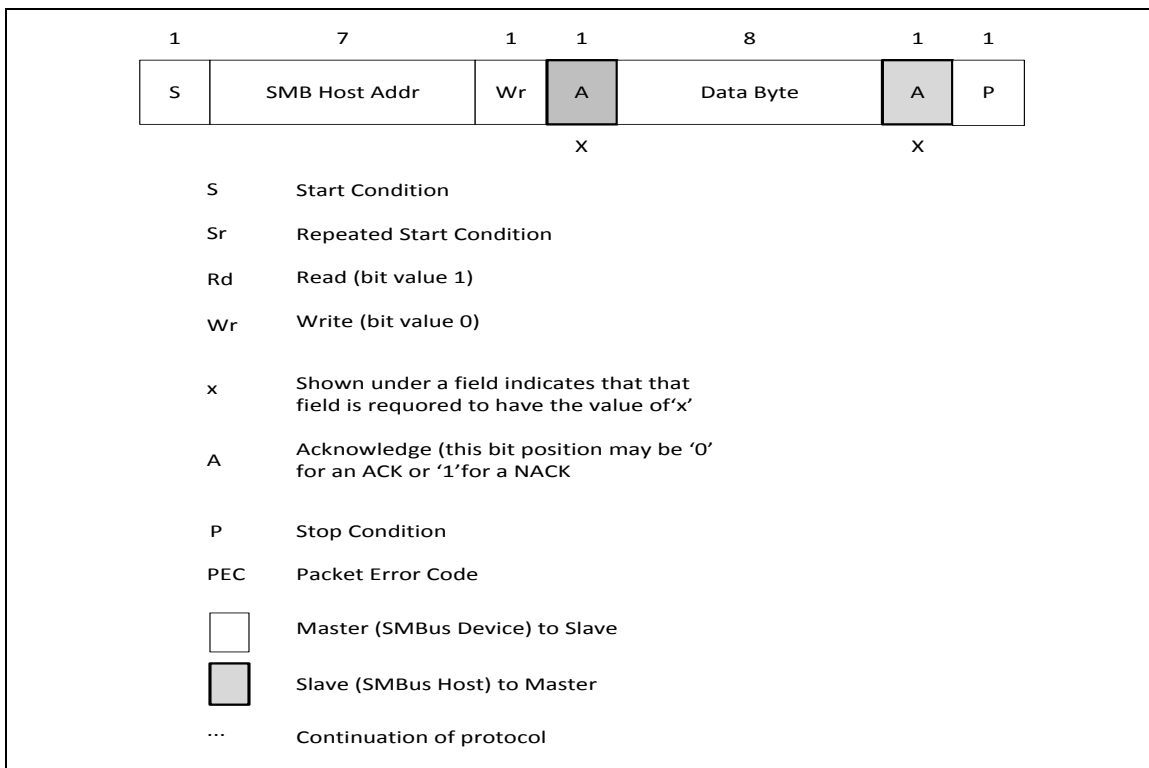 1 7 1 1 8 1 1
S SMB Host Addr Wr A Data Byte A P
x x
S Start Condition
Sr Repeated Start Condition
Rd Read (bit value 1)
Wr Write (bit value 0)
x Shown under a field indicates that that
field is requored to have the value of‘x’
A Acknowledge (this bit position may be ‘0’
for an ACK or ‘1’for a NACK
P Stop Condition
PEC Packet Error Code
Master (SMBus Device) to Slave
Slave (SMBus Host) to Master
... Continuation of protocol